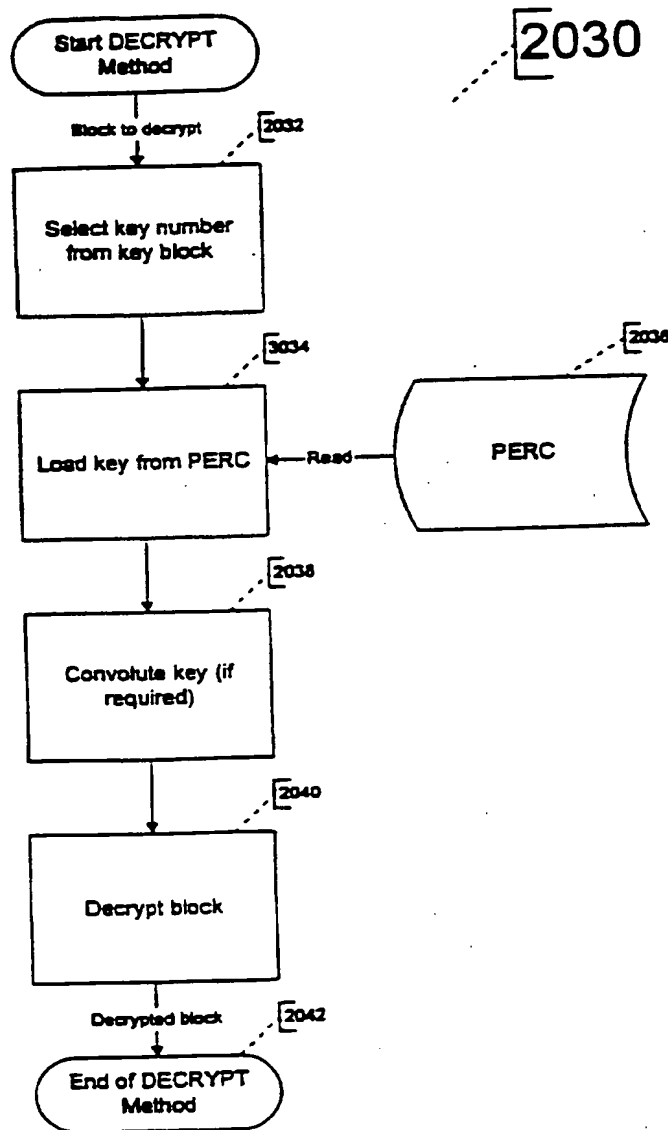 Start DECRYPT
Method
2030
Block to decrypt
2032
Select key number
from key block
3034
2036
Load key from PERC
Read
PERC
2038
Convolute key (if
required)
2040
Decrypt block
Decrypted block
2042
End of DECRYPT
Method